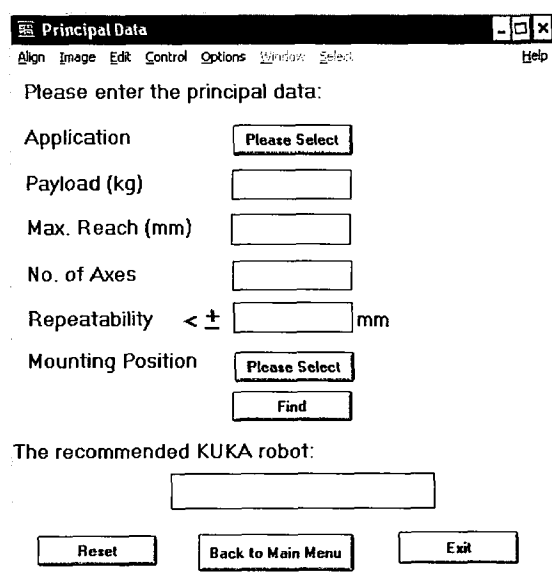 Principal Data
Align Image Edit Control Options Window Select Help
Please enter the principal data:
Application Please Select
Payload (kg)
Max. Reach (mm)
No. of Axes
Repeatability < ± mm
Mounting Position Please Select
Find
The recommended KUKA robot:
Reset Back to Main Menu Exit